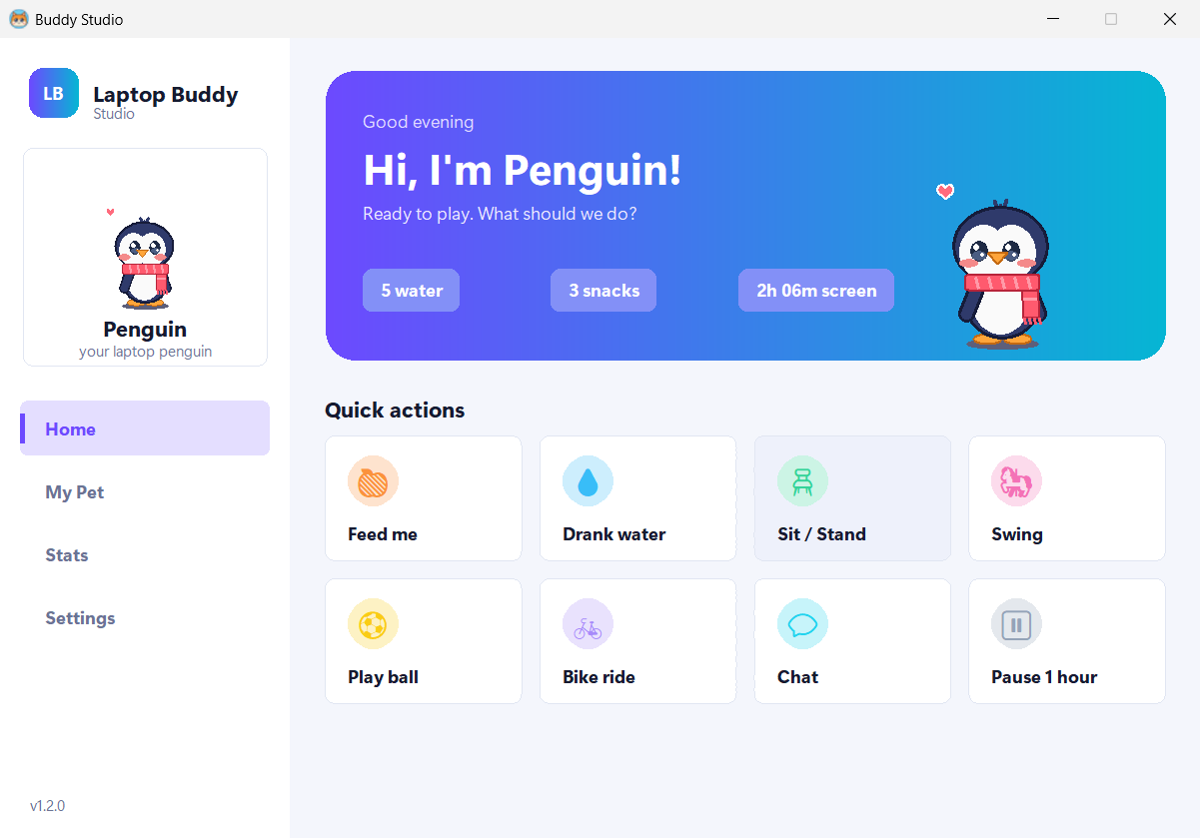 Buddy Studio
LB
Laptop Buddy
Studio
Penguin
your laptop penguin
Home
My Pet
Stats
Settings
v1.2.0
Good evening
Hi, I'm Penguin!
Ready to play. What should we do?
5 water
3 snacks
2h 06m screen
Quick actions
Feed me
Drank water
Sit / Stand
Swing
Play ball
Bike ride
Chat
Pause 1 hour